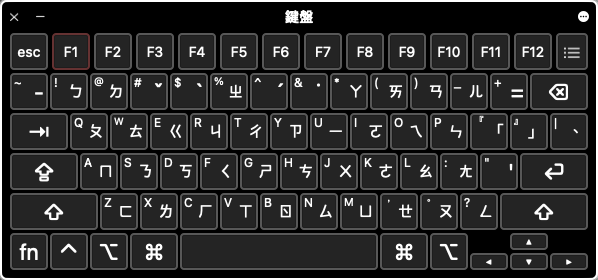 鍵盤
esc F1 F2 F3 F4 F5 F6 F7 F8 F9 F10 F11 F12
~ - ! ㄅ @ ㄉ # ˇ $ ˋ % ㄓ ^ ˊ & ˙ * ㄚ ( ㄞ ) ㄢ _ ㄦ + =
Q ㄆ W ㄊ E ㄍ R ㄐ T ㄔ Y ㄗ U ㄧ I ㄛ O ㄟ P ㄣ 『 「 』 」 | 、
A ㄇ S ㄋ D ㄎ F ㄑ G ㄕ H ㄘ J ㄨ K ㄜ L ㄠ : ㄤ " '
Z ㄈ X ㄌ C ㄏ V ㄒ B ㄖ N ㄙ M ㄩ , ㄝ 。 ㄡ ? ㄥ
fn